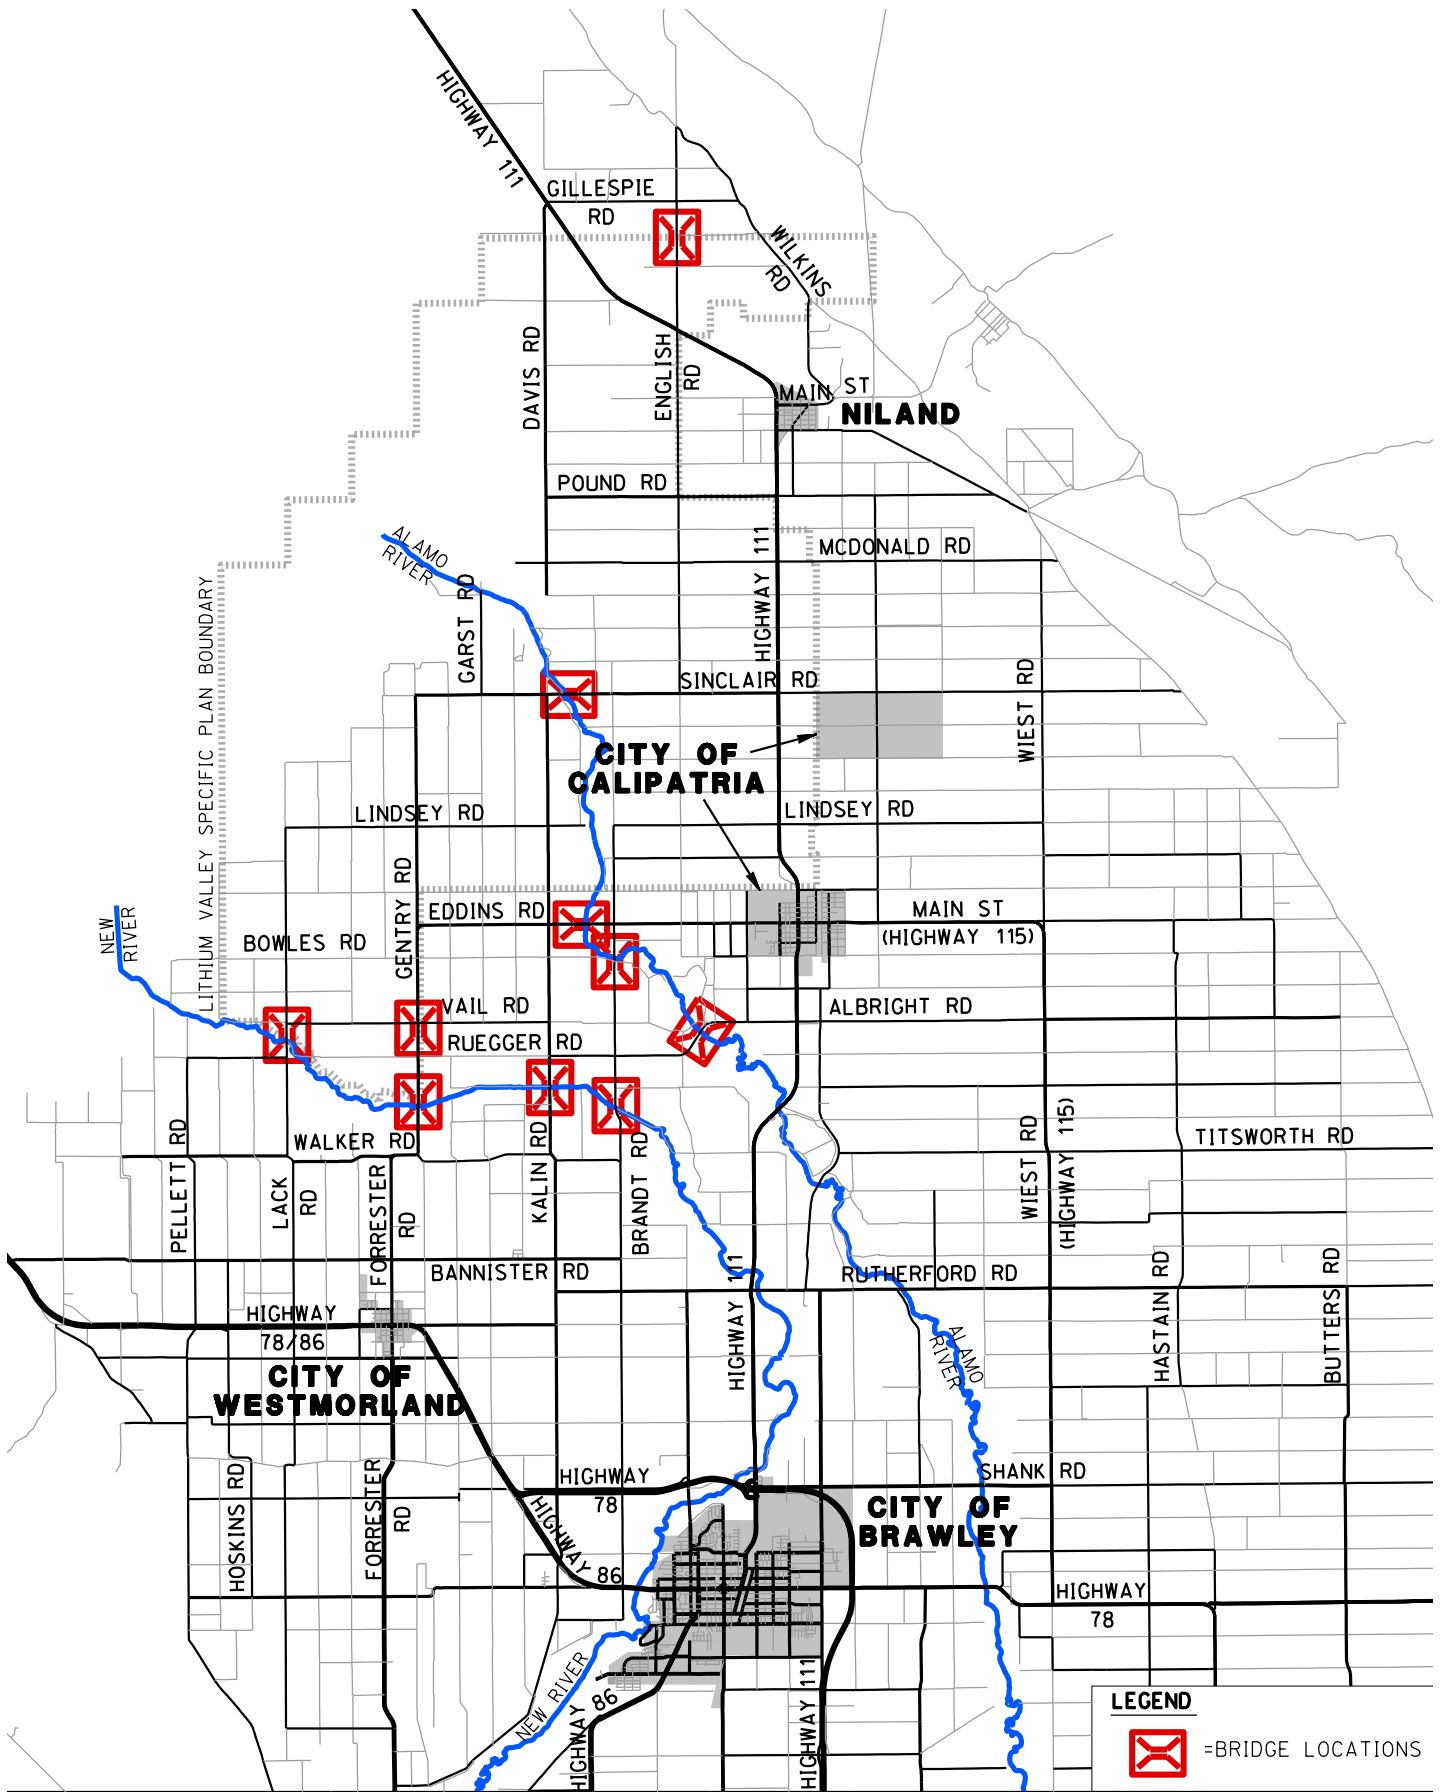 HIGHWAY 111
GILLESPIE
RD
WILKINS
RD
DAVIS RD
ENGLISH
RD
MAIN ST
NILAND
POUND RD
ALAMO
RIVER
HIGHWAY 111
MCDONALD RD
GARST RD
LITHIUM VALLEY SPECIFIC PLAN BOUNDARY
SINCLAIR RD
WIEST RD
CITY OF
CALIPATRIA
LINDSEY RD
LINDSEY RD
GENTRY RD
EDDINS RD
MAIN ST
(HIGHWAY 115)
NEW
RIVER
BOWLES RD
VAIL RD
ALBRIGHT RD
RUEGGER RD
PELLETT RD
WALKER RD
LACK
RD
FORRESTER
RD
KALIN RD
BRANDT RD
WIEST RD
(HIGHWAY 115)
TITSWORTH RD
BANNISTER RD
HIGHWAY 111
RUTHERFORD RD
HASTAIN RD
BUTTERS RD
HIGHWAY
78/86
CITY OF
WESTMORLAND
ALAMO
RIVER
HOSKINS RD
FORRESTER
RD
HIGHWAY
78
SHANK RD
CITY OF
BRAWLEY
HIGHWAY 86
HIGHWAY
78
NEW RIVER
HIGHWAY 86
HIGHWAY 111
LEGEND
=BRIDGE LOCATIONS